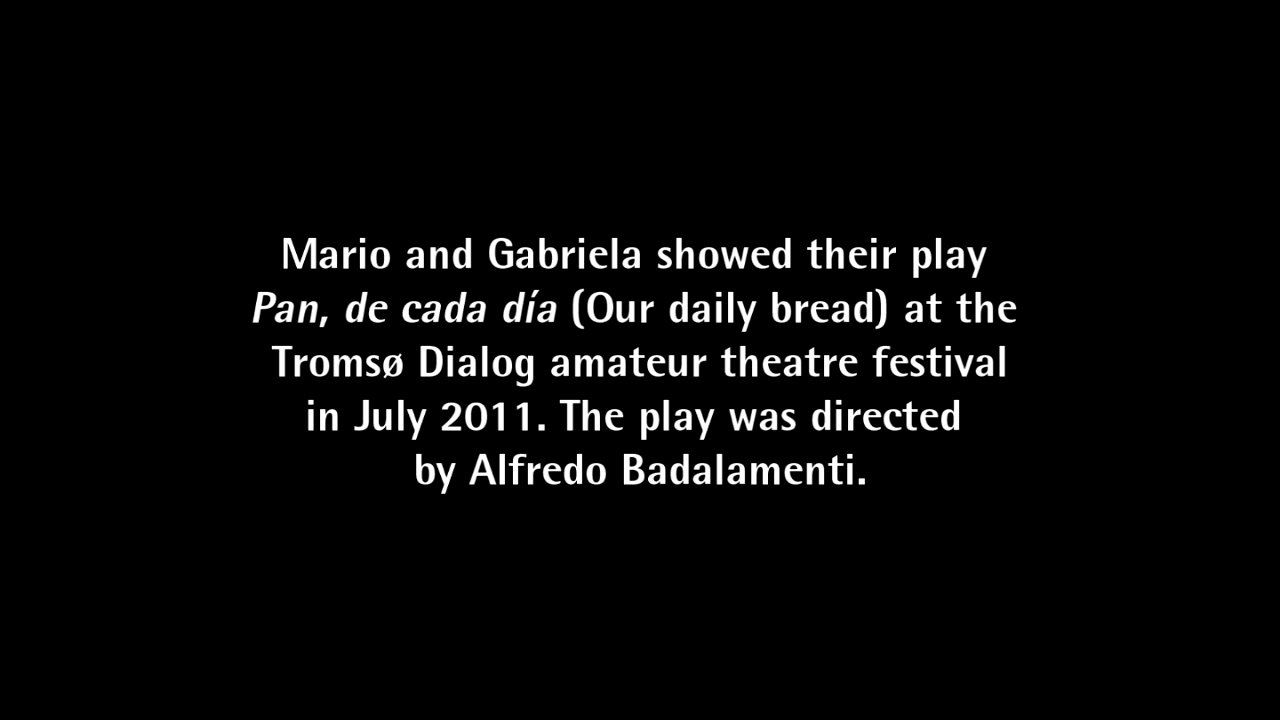 Mario and Gabriela showed their play
Pan, de cada día (Our daily bread) at the
Tromsø Dialog amateur theatre festival
in July 2011. The play was directed
by Alfredo Badalamenti.